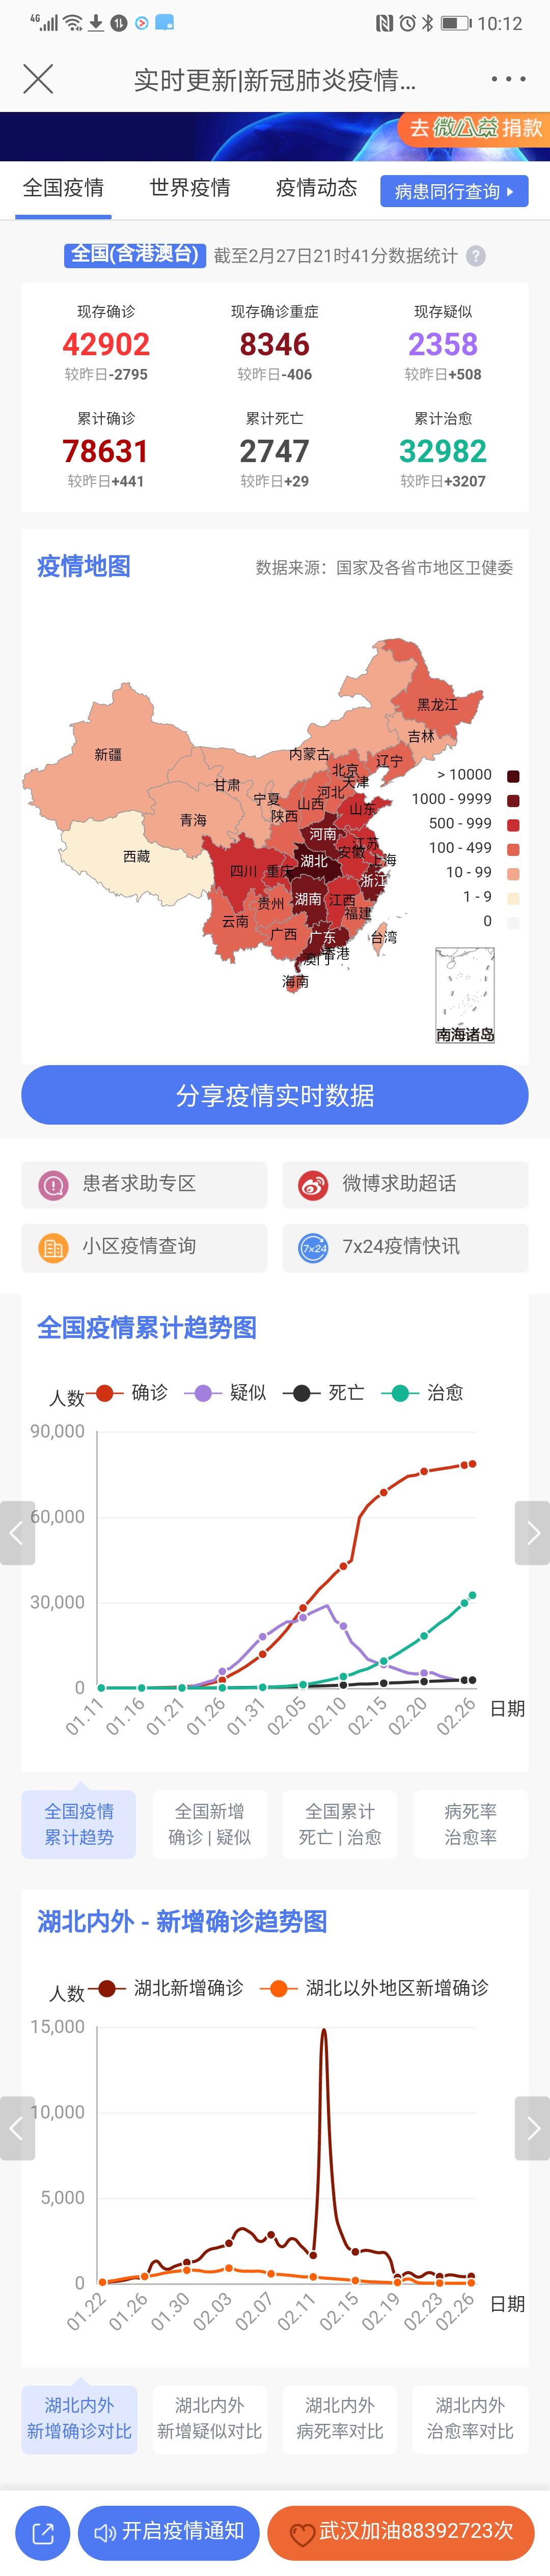 4G 10:12
实时更新|新冠肺炎疫情...
去微公益捐款
全国疫情 世界疫情 疫情动态 病患同行查询
全国(含港澳台) 截至2月27日21时41分数据统计 ?
现存确诊 现存确诊重症 现存疑似
42902 8346 2358
较昨日-2795 较昨日-406 较昨日+508
累计确诊 累计死亡 累计治愈
78631 2747 32982
较昨日+441 较昨日+29 较昨日+3207
疫情地图 数据来源：国家及各省市地区卫健委
黑龙江
吉林
新疆 内蒙古 辽宁
北京
天津
甘肃 河北
宁夏 山西 山东
陕西
青海 河南 江苏
安徽
西藏 湖北 上海
四川 重庆 浙江
贵州 湖南 江西
云南 福建
广西 广东 台湾
香港
澳门
海南
> 10000
1000 - 9999
500 - 999
100 - 499
10 - 99
1 - 9
0
南海诸岛
分享疫情实时数据
患者求助专区 微博求助超话
小区疫情查询 7x24 7x24疫情快讯
全国疫情累计趋势图
人数 确诊 疑似 死亡 治愈
90,000
60,000
30,000
0
01.11 01.16 01.21 01.26 01.31 02.05 02.10 02.15 02.20 02.26 日期
全国疫情 全国新增 全国累计 病死率
累计趋势 确诊 | 疑似 死亡 | 治愈 治愈率
湖北内外 - 新增确诊趋势图
人数 湖北新增确诊 湖北以外地区新增确诊
15,000
10,000
5,000
0
01.22 01.26 01.30 02.03 02.07 02.11 02.15 02.19 02.23 02.26 日期
湖北内外 湖北内外 湖北内外 湖北内外
新增确诊对比 新增疑似对比 病死率对比 治愈率对比
开启疫情通知 武汉加油88392723次